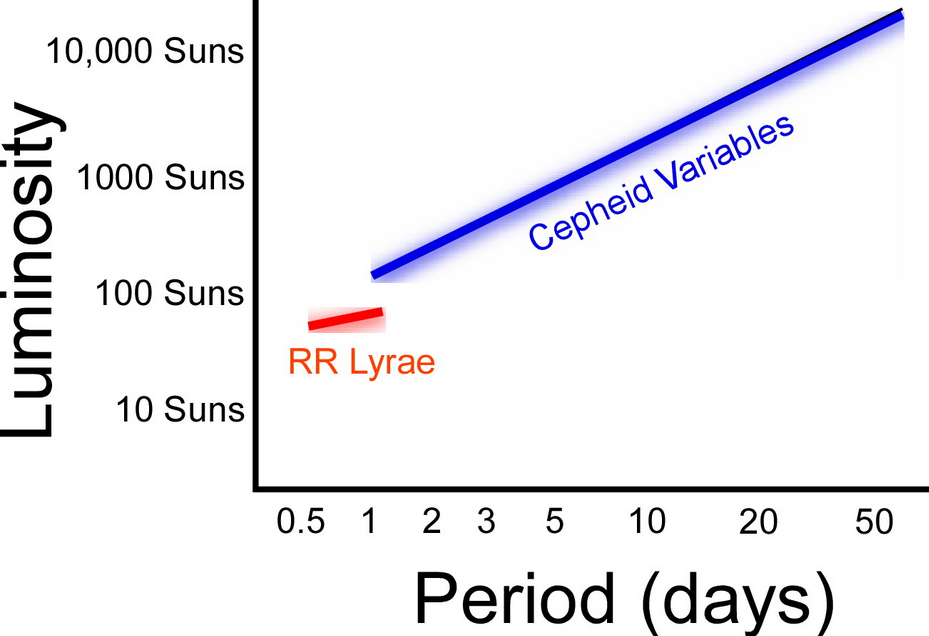 Luminosity
10,000 Suns
1000 Suns
100 Suns
10 Suns
Cepheid Variables
RR Lyrae
0.5 1 2 3 5 10 20 50
Period (days)